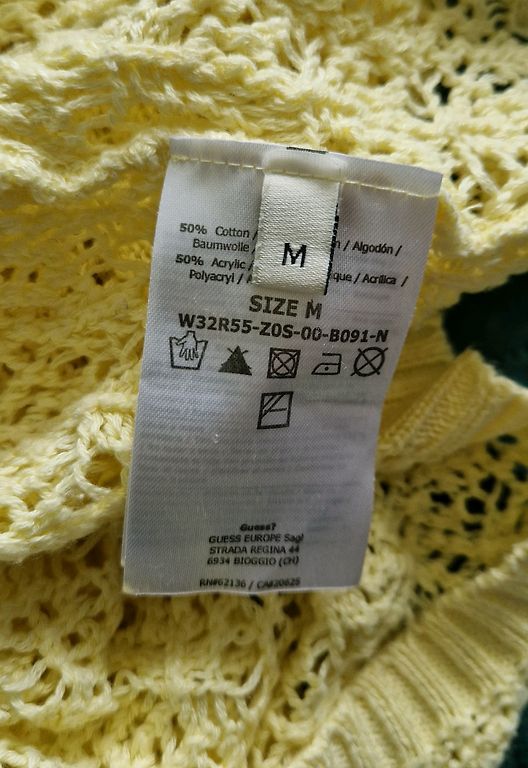 50% Cotton /
Baumwolle / n / Algodón /
50% Acrylic / que / Acrílica /
Polyacryl / A
M
SIZE M
W32R55-Z0S-00-B091-N
Guess?
GUESS EUROPE Sagl
STRADA REGINA 44
6934 BIOGGIO (CH)
RN#62136 / CA#20625